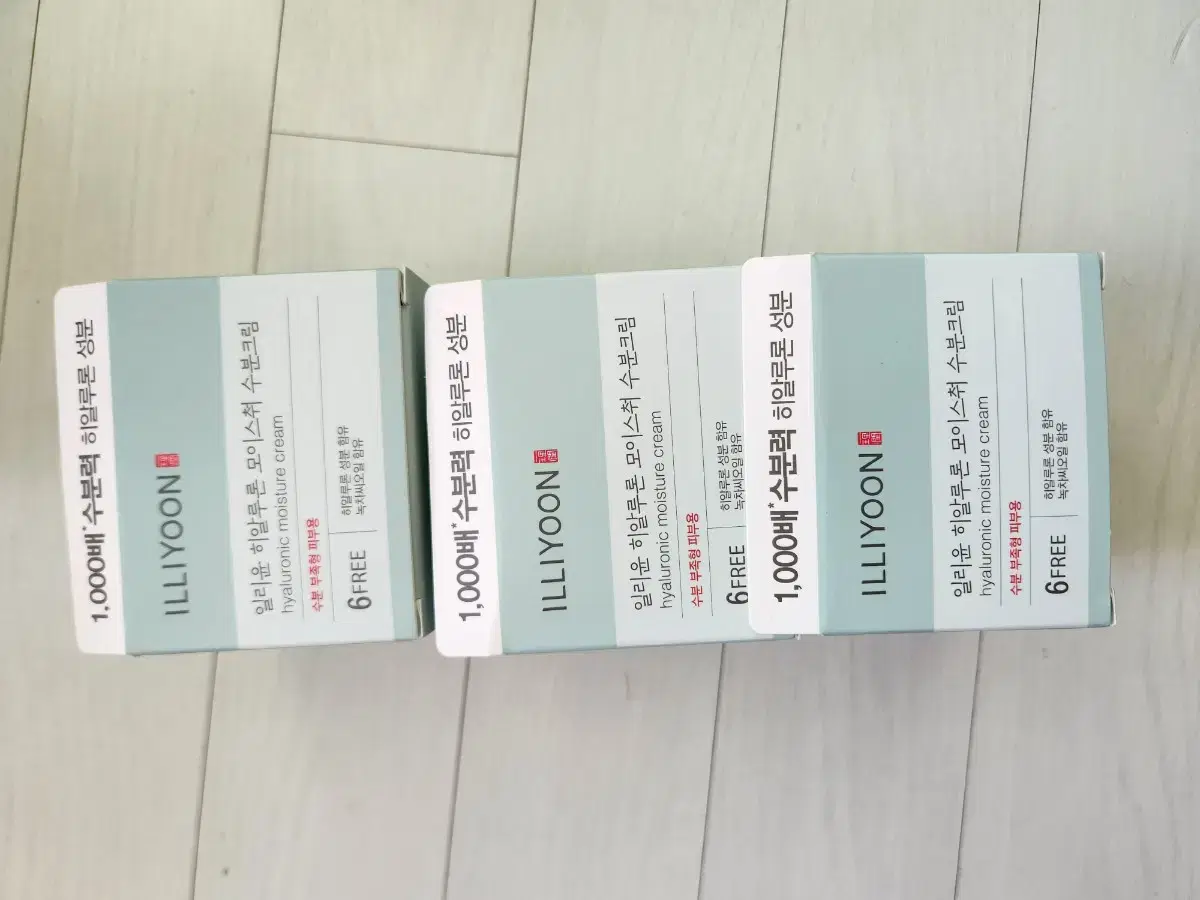 1,000배*수분력 히알루론 성분
ILLIYOON
일리윤 히알루론 모이스춰 수분크림
hyaluronic moisture cream
수분 부족형 피부용
6FREE
히알루론 성분 함유
녹차씨오일 함유
1,000배*수분력 히알루론 성분
ILLIYOON
일리윤 히알루론 모이스춰 수분크림
hyaluronic moisture cream
수분 부족형 피부용
6FREE
히알루론 성분 함유
녹차씨오일 함유
1,000배*수분력 히알루론 성분
ILLIYOON
일리윤 히알루론 모이스춰 수분크림
hyaluronic moisture cream
수분 부족형 피부용
6FREE
히알루론 성분 함유
녹차씨오일 함유